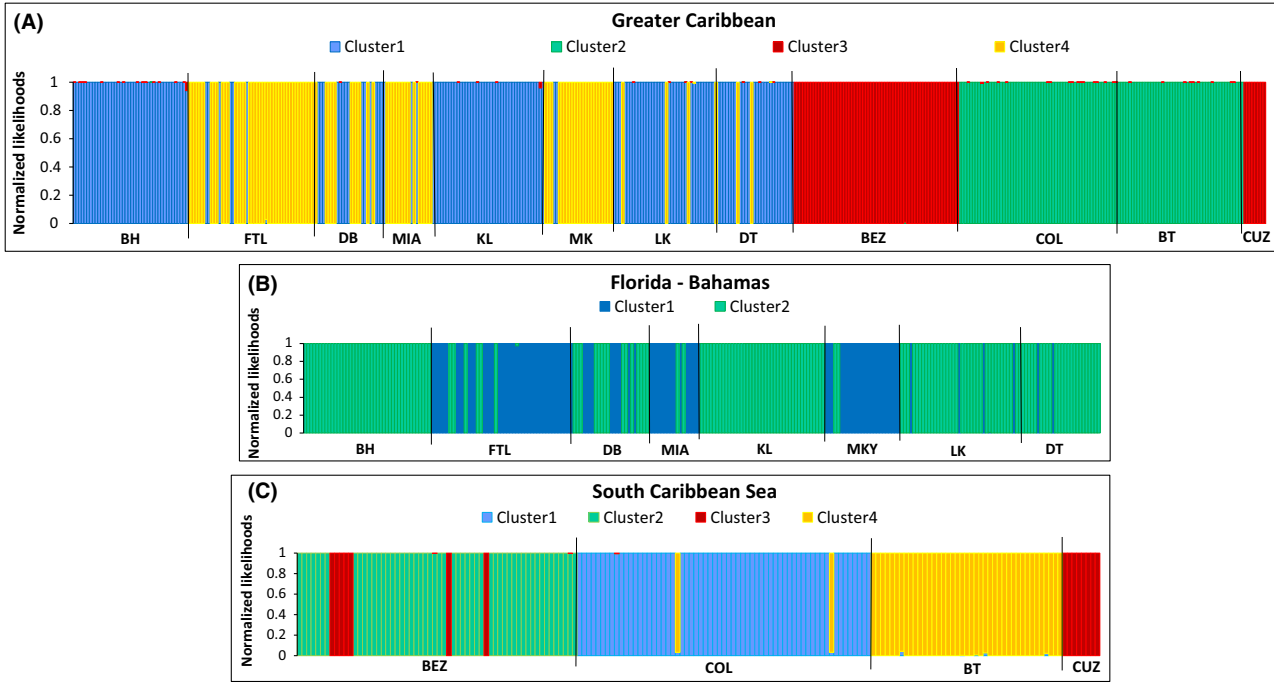 (A)
Greater Caribbean
Cluster1 Cluster2 Cluster3 Cluster4
Normalized likelihoods
1
0.8
0.6
0.4
0.2
0
BH FTL DB MIA KL MK LK DT BEZ COL BT CUZ
(B)
Florida - Bahamas
Cluster1 Cluster2
Normalized likelihoods
1
0.8
0.6
0.4
0.2
0
BH FTL DB MIA KL MKY LK DT
(C)
South Caribbean Sea
Cluster1 Cluster2 Cluster3 Cluster4
Normalized likelihoods
1
0.8
0.6
0.4
0.2
0
BEZ COL BT CUZ